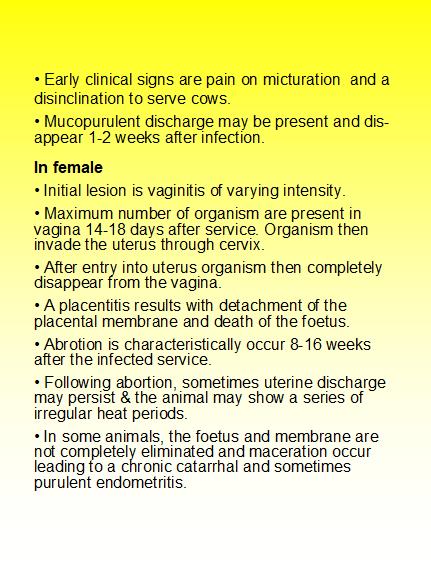 • Early clinical signs are pain on micturation  and a
disinclination to serve cows.
• Mucopurulent discharge may be present and dis-
appear 1-2 weeks after infection.
In female
• Initial lesion is vaginitis of varying intensity.
• Maximum number of organism are present in
vagina 14-18 days after service. Organism then
invade the uterus through cervix.
• After entry into uterus organism then completely
disappear from the vagina.
• A placentitis results with detachment of the
placental membrane and death of the foetus.
• Abrotion is characteristically occur 8-16 weeks
after the infected service.
• Following abortion, sometimes uterine discharge
may persist & the animal may show a series of
irregular heat periods.
• In some animals, the foetus and membrane are
not completely eliminated and maceration occur
leading to a chronic catarrhal and sometimes
purulent endometritis.